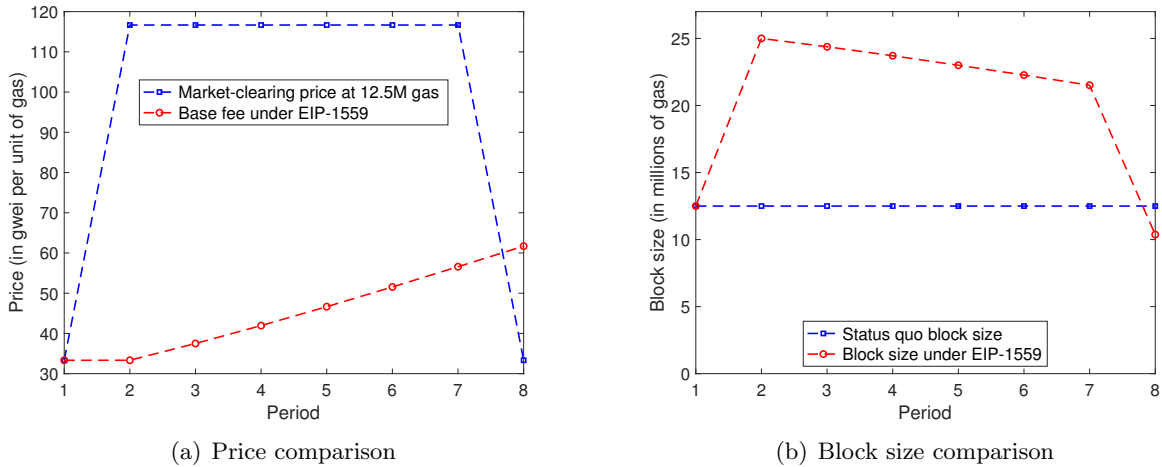 120
110
100
90
80
70
60
50
40
30
Price (in gwei per unit of gas)
Market-clearing price at 12.5M gas
Base fee under EIP-1559
1 2 3 4 5 6 7 8
Period
(a) Price comparison
25
20
15
10
5
0
Block size (in millions of gas)
Status quo block size
Block size under EIP-1559
1 2 3 4 5 6 7 8
Period
(b) Block size comparison